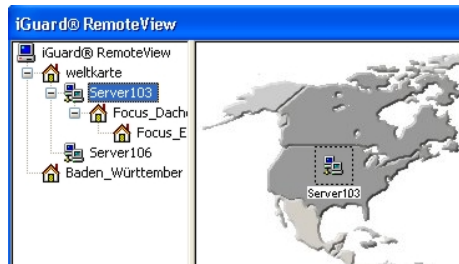 iGuard® RemoteView
iGuard® RemoteView
weltkarte
Server103
Focus_Dach
Focus_E
Server106
Baden_Württember
Server103